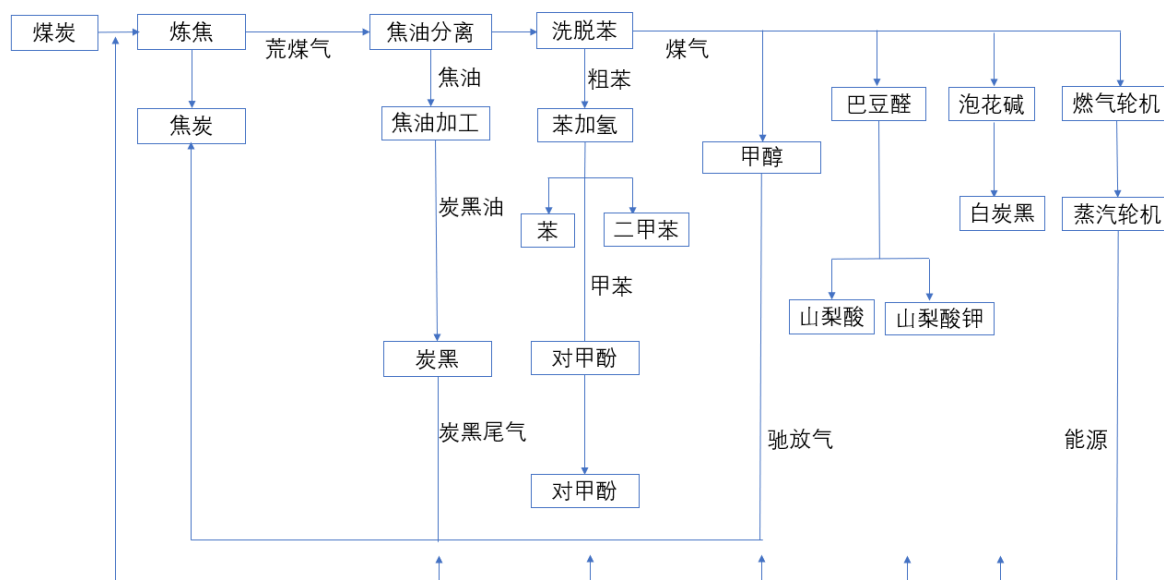 煤炭
炼焦
荒煤气
焦油分离
洗脱苯
煤气
焦油
粗苯
焦炭
焦油加工
苯加氢
巴豆醛
泡花碱
燃气轮机
甲醇
炭黑油
苯
二甲苯
白炭黑
蒸汽轮机
甲苯
山梨酸
山梨酸钾
炭黑
对甲酚
炭黑尾气
驰放气
能源
对甲酚